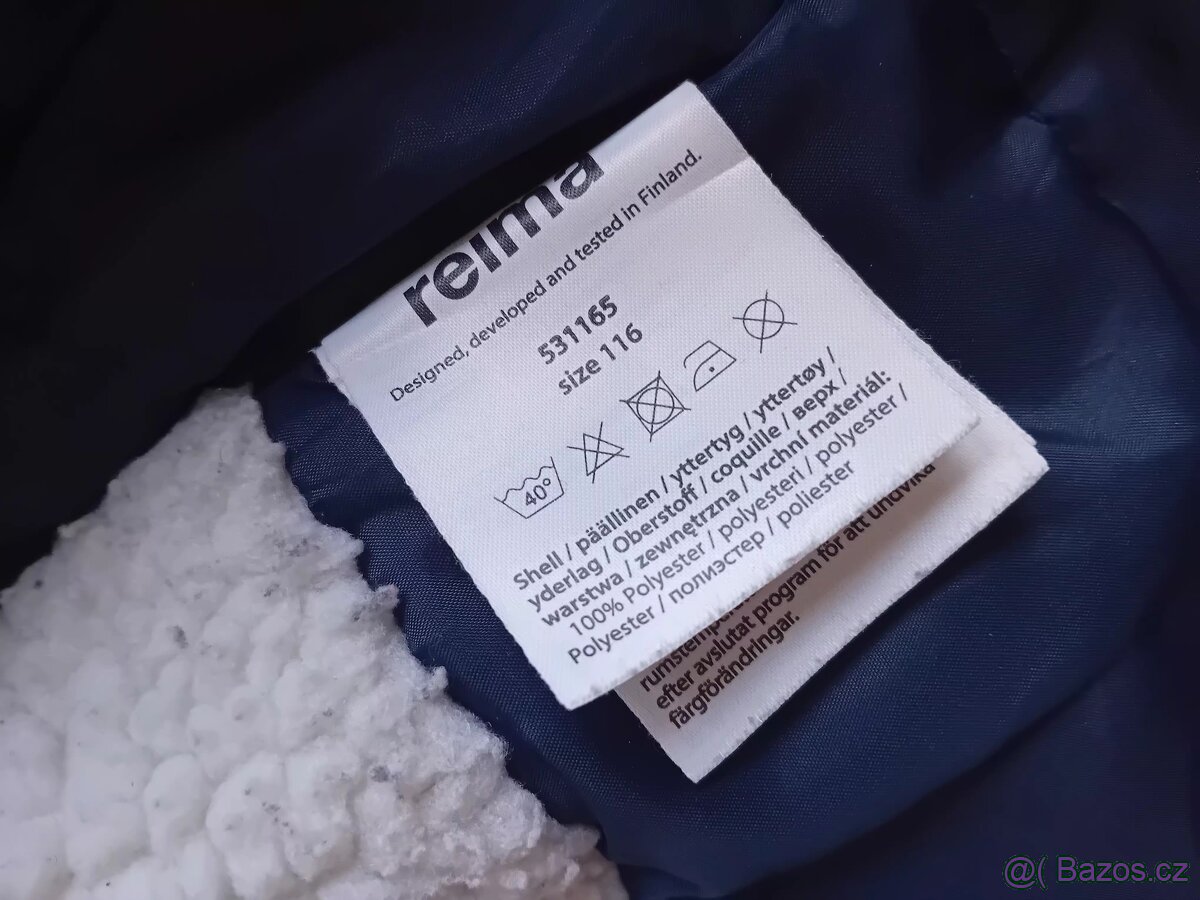 reima
Designed, developed and tested in Finland.
531165
size 116
40°
Shell / päällinen / yttertyg / yttertøy /
yderlag / Oberstoff / coquille / верх /
warstwa / zewnętrzna / vrchní materiál:
100% Polyester / polyesteri / polyester /
Polyester / полиэстер / poliester
efter avslutat program för att undvika
färgförändringar.
@( Bazos.cz